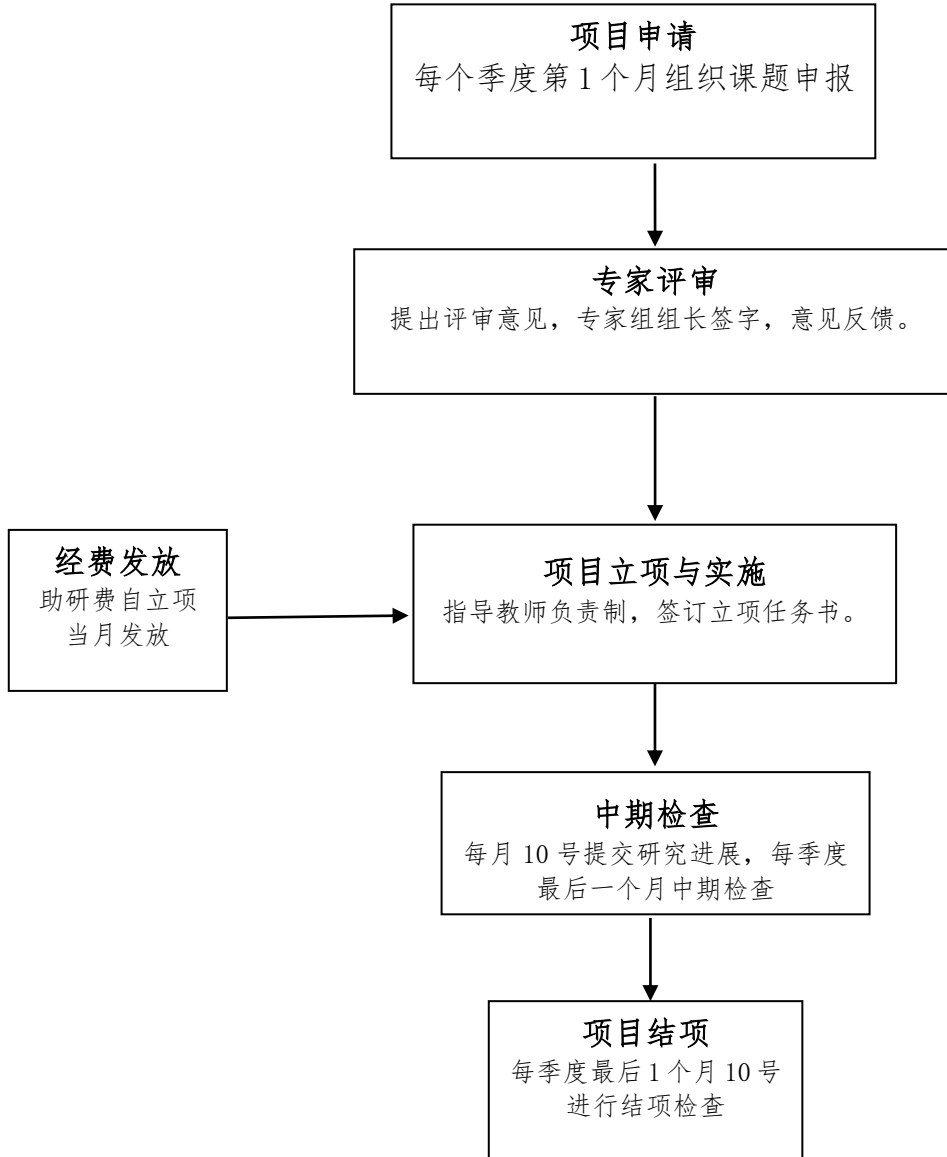 项目申请
每个季度第1个月组织课题申报
专家评审
提出评审意见，专家组组长签字，意见反馈。
经费发放
助研费自立项
当月发放
项目立项与实施
指导教师负责制，签订立项任务书。
中期检查
每月10号提交研究进展，每季度
最后一个月中期检查
项目结项
每季度最后1个月10号
进行结项检查